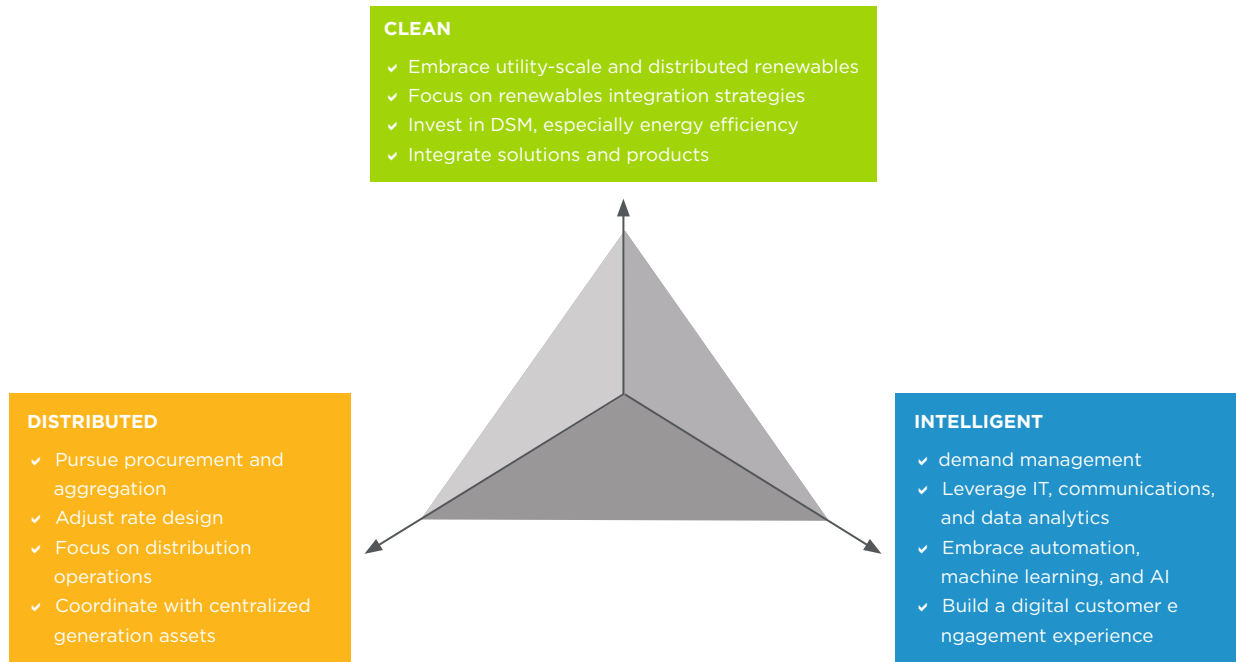 CLEAN
Embrace utility-scale and distributed renewables
Focus on renewables integration strategies
Invest in DSM, especially energy efficiency
Integrate solutions and products
DISTRIBUTED
Pursue procurement and
aggregation
Adjust rate design
Focus on distribution
operations
Coordinate with centralized
generation assets
INTELLIGENT
demand management
Leverage IT, communications,
and data analytics
Embrace automation,
machine learning, and AI
Build a digital customer e
ngagement experience